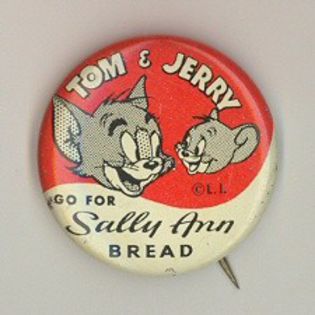 TOM & JERRY
©L.I.
GO FOR
Sally Ann
BREAD